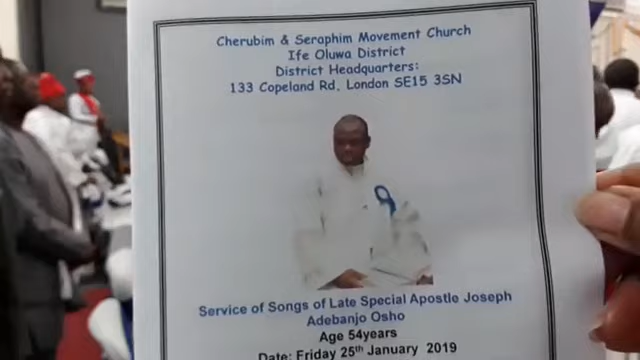 Cherubim & Seraphim Movement Church
Ife Oluwa District
District Headquarters:
133 Copeland Rd, London SE15 3SN
Service of Songs of Late Special Apostle Joseph
Adebanjo Osho
Age 54years
Date: Friday 25th January 2019